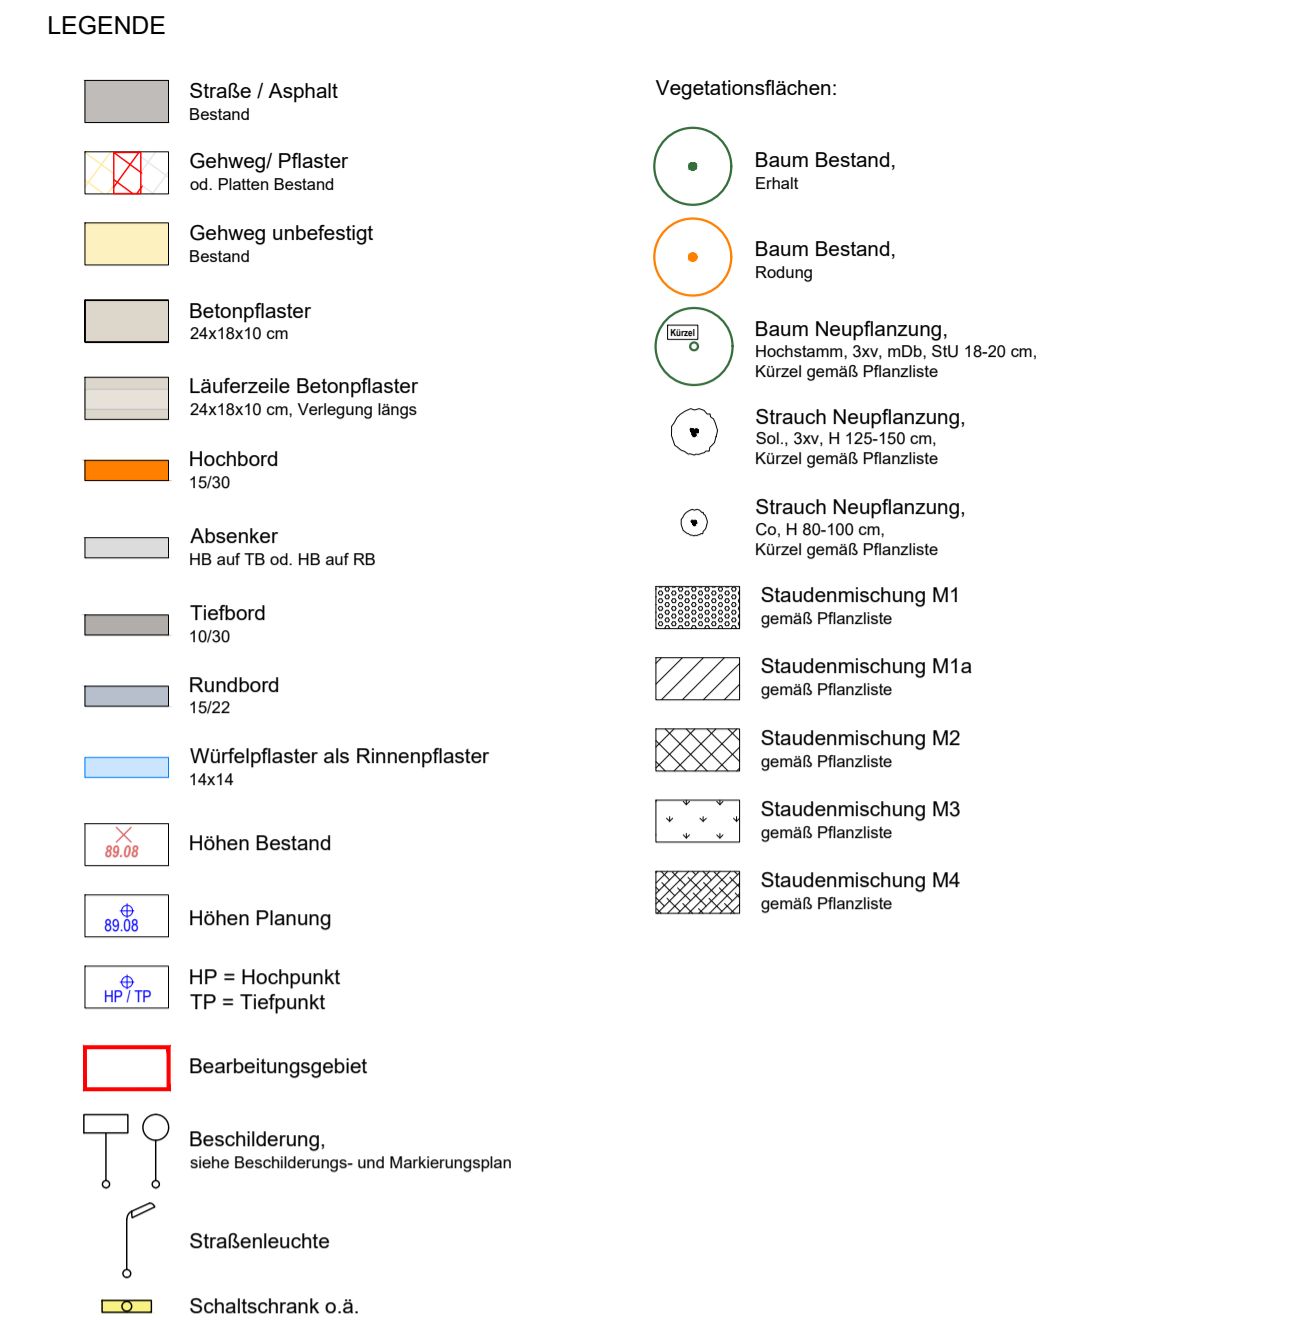 LEGENDE
Straße / Asphalt
Bestand
Gehweg/ Pflaster
od. Platten Bestand
Gehweg unbefestigt
Bestand
Betonpflaster
24x18x10 cm
Läuferzeile Betonpflaster
24x18x10 cm, Verlegung längs
Hochbord
15/30
Absenker
HB auf TB od. HB auf RB
Tiefbord
10/30
Rundbord
15/22
Würfelpflaster als Rinnenpflaster
14x14
89.08
Höhen Bestand
89.08
Höhen Planung
HP / TP
HP = Hochpunkt
TP = Tiefpunkt
Bearbeitungsgebiet
Beschilderung,
siehe Beschilderungs- und Markierungsplan
Straßenleuchte
Schaltschrank o.ä.
Vegetationsflächen:
Baum Bestand,
Erhalt
Baum Bestand,
Rodung
Kürzel
Baum Neupflanzung,
Hochstamm, 3xv, mDb, StU 18-20 cm,
Kürzel gemäß Pflanzliste
Strauch Neupflanzung,
Sol., 3xv, H 125-150 cm,
Kürzel gemäß Pflanzliste
Strauch Neupflanzung,
Co, H 80-100 cm,
Kürzel gemäß Pflanzliste
Staudenmischung M1
gemäß Pflanzliste
Staudenmischung M1a
gemäß Pflanzliste
Staudenmischung M2
gemäß Pflanzliste
Staudenmischung M3
gemäß Pflanzliste
Staudenmischung M4
gemäß Pflanzliste